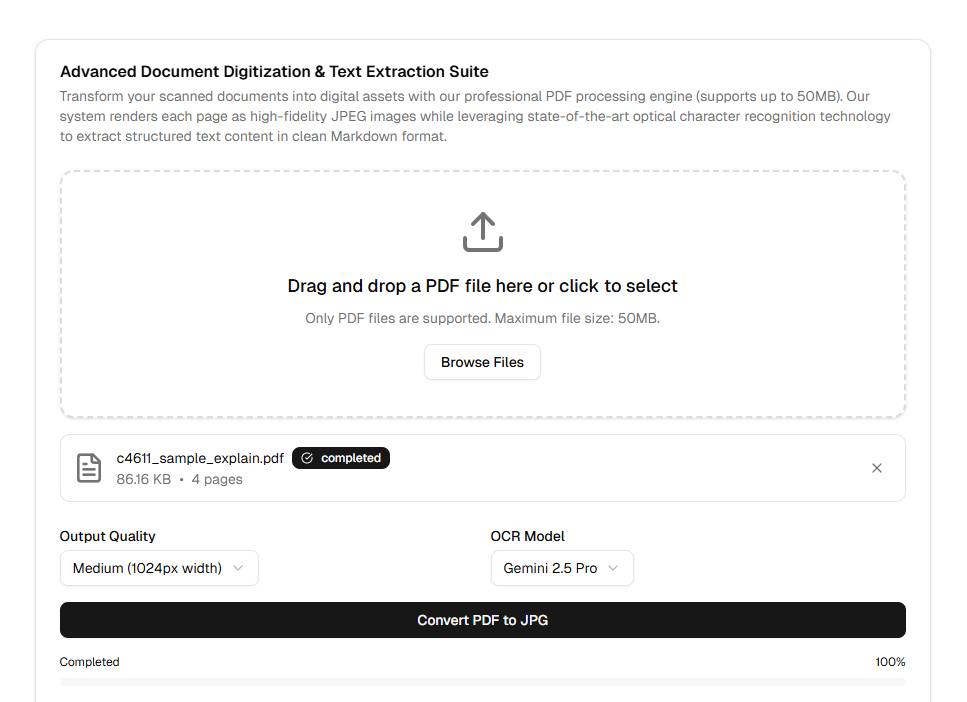 Advanced Document Digitization & Text Extraction Suite
Transform your scanned documents into digital assets with our professional PDF processing engine (supports up to 50MB). Our
system renders each page as high-fidelity JPEG images while leveraging state-of-the-art optical character recognition technology
to extract structured text content in clean Markdown format.
Drag and drop a PDF file here or click to select
Only PDF files are supported. Maximum file size: 50MB.
Browse Files
c4611_sample_explain.pdf completed
86.16 KB • 4 pages
Output Quality OCR Model
Medium (1024px width) Gemini 2.5 Pro
Convert PDF to JPG
Completed 100%